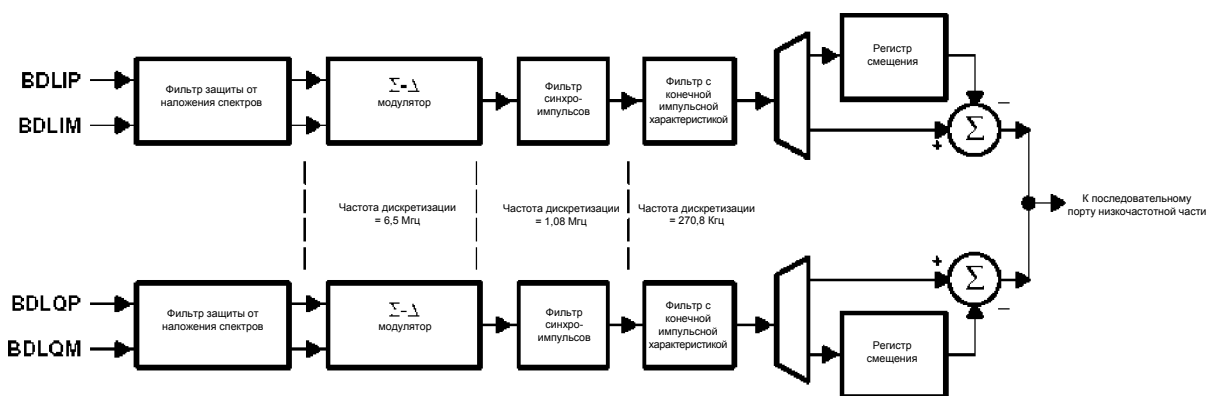 BDLIP
BDLIM
Фильтр защиты от
наложения спектров
Σ-Δ
модулятор
Фильтр
синхро-
импульсов
Фильтр с
конечной
импульсной
характеристикой
Регистр
смещения
−
Σ
+
Частота дискретизации
= 6,5 Мгц
Частота дискретизации
= 1,08 Мгц
Частота дискретизации
= 270,8 Кгц
К последовательному
порту низкочастотной части
BDLQP
BDLQM
Фильтр защиты от
наложения спектров
Σ-Δ
модулятор
Фильтр
синхро-
импульсов
Фильтр с
конечной
импульсной
характеристикой
+
Σ
−
Регистр
смещения